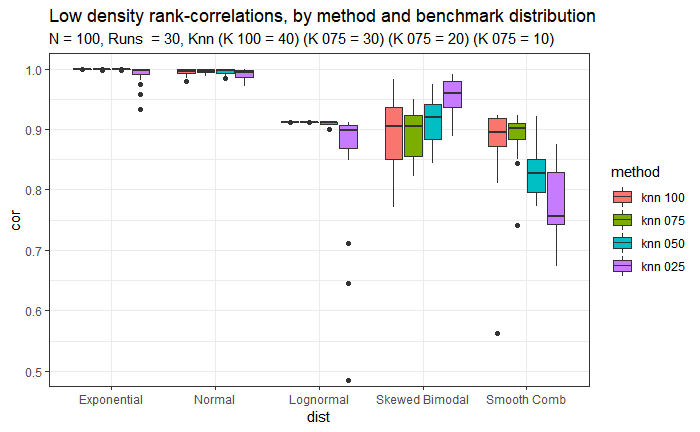 Low density rank-correlations, by method and benchmark distribution
N = 100, Runs  = 30, Knn (K 100 = 40) (K 075 = 30) (K 075 = 20) (K 075 = 10)
1.0
0.9
0.8
0.7
0.6
0.5
cor
Exponential
Normal
Lognormal
Skewed Bimodal
Smooth Comb
dist
method
knn 100
knn 075
knn 050
knn 025